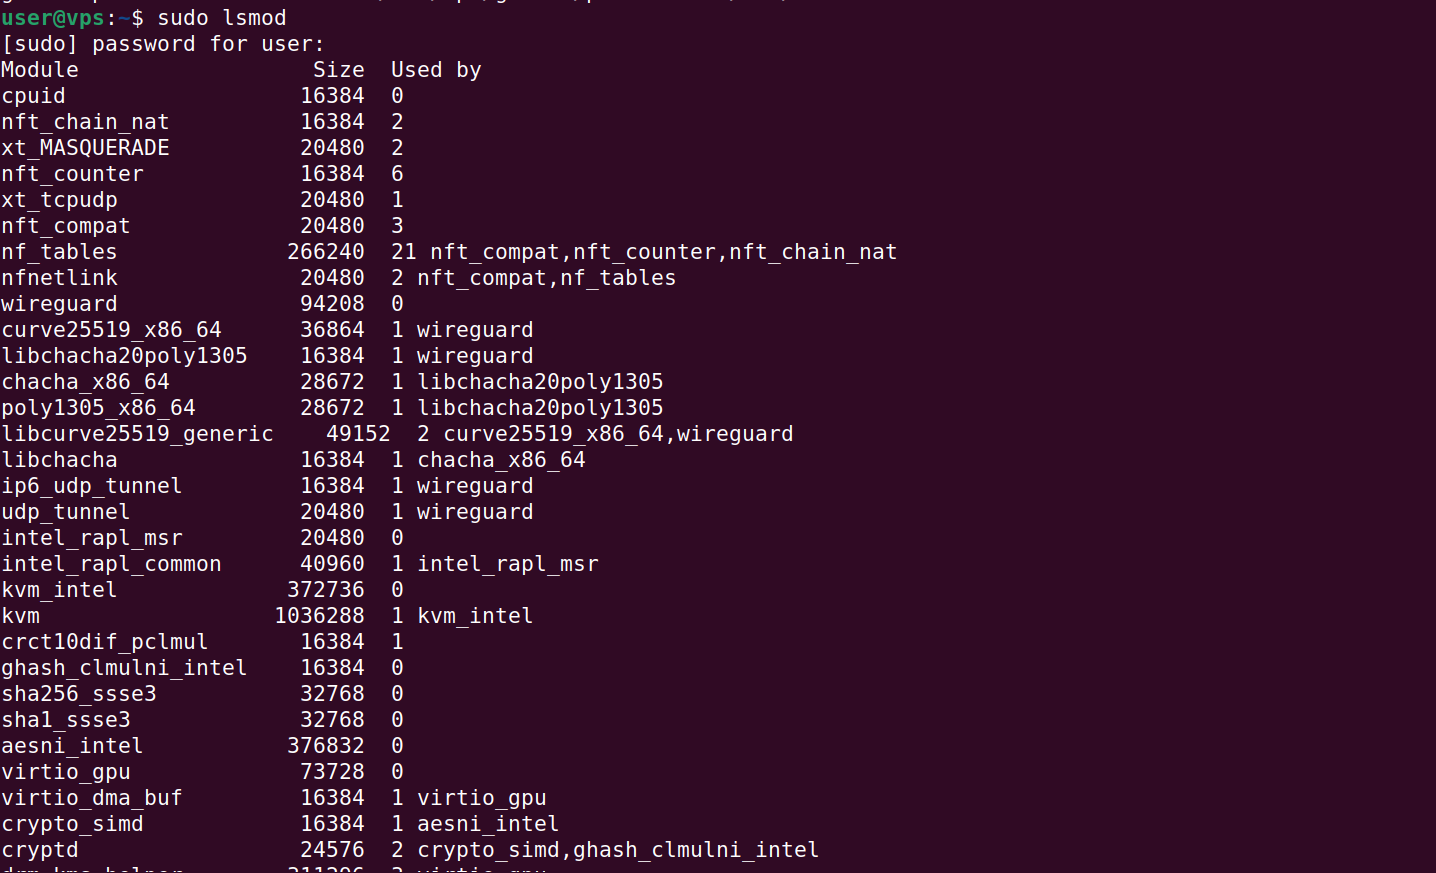 user@vps:~$ sudo lsmod
[sudo] password for user:
Module                  Size  Used by
cpuid                  16384  0
nft_chain_nat          16384  2
xt_MASQUERADE          20480  2
nft_counter            16384  6
xt_tcpudp              20480  1
nft_compat             20480  3
nf_tables             266240  21 nft_compat,nft_counter,nft_chain_nat
nfnetlink              20480  2 nft_compat,nf_tables
wireguard              94208  0
curve25519_x86_64      36864  1 wireguard
libchacha20poly1305    16384  1 wireguard
chacha_x86_64          28672  1 libchacha20poly1305
poly1305_x86_64        28672  1 libchacha20poly1305
libcurve25519_generic    49152  2 curve25519_x86_64,wireguard
libchacha              16384  1 chacha_x86_64
ip6_udp_tunnel         16384  1 wireguard
udp_tunnel             20480  1 wireguard
intel_rapl_msr         20480  0
intel_rapl_common      40960  1 intel_rapl_msr
kvm_intel             372736  0
kvm                  1036288  1 kvm_intel
crct10dif_pclmul       16384  1
ghash_clmulni_intel    16384  0
sha256_ssse3           32768  0
sha1_ssse3             32768  0
aesni_intel           376832  0
virtio_gpu             73728  0
virtio_dma_buf         16384  1 virtio_gpu
crypto_simd            16384  1 aesni_intel
cryptd                 24576  2 crypto_simd,ghash_clmulni_intel